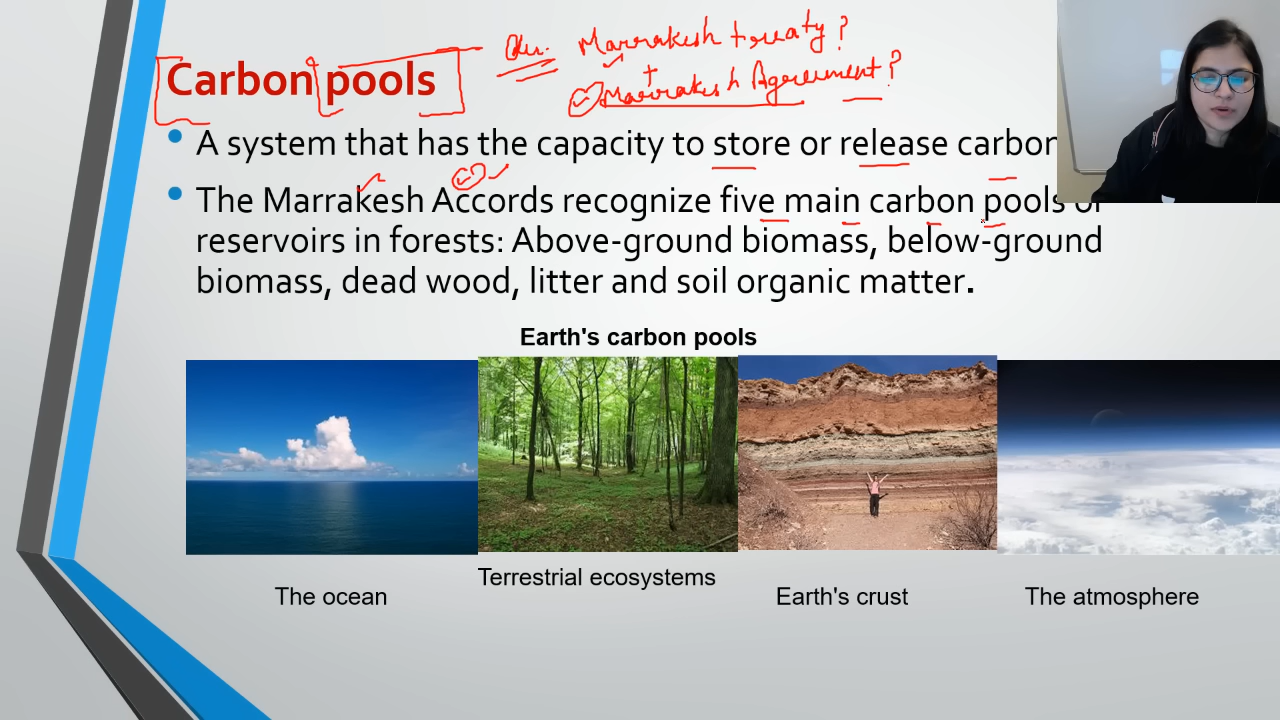 Que. Marrakesh treaty?
+
Marrakesh Agreement?
Carbon pools
• A system that has the capacity to store or release carbon
• The Marrakesh Accords recognize five main carbon pools or
reservoirs in forests: Above-ground biomass, below-ground
biomass, dead wood, litter and soil organic matter.
Earth's carbon pools
The ocean
Terrestrial ecosystems
Earth's crust
The atmosphere